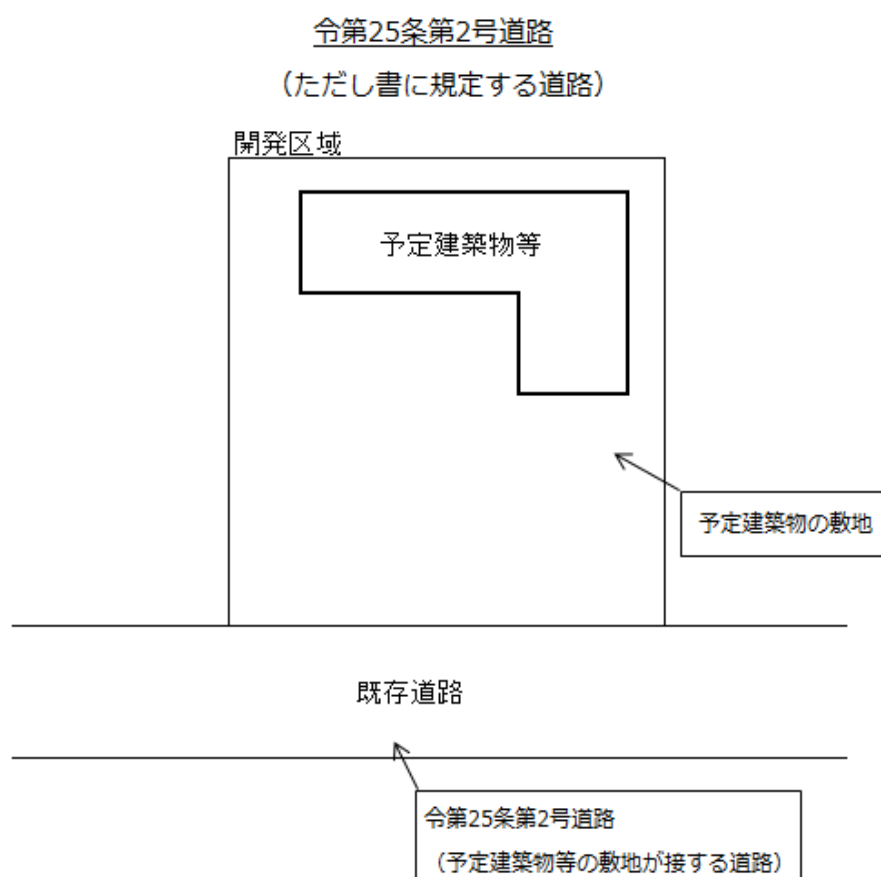 令第25条第2号道路
（ただし書に規定する道路）
開発区域
予定建築物等
予定建築物の敷地
既存道路
令第25条第2号道路
（予定建築物等の敷地が接する道路）